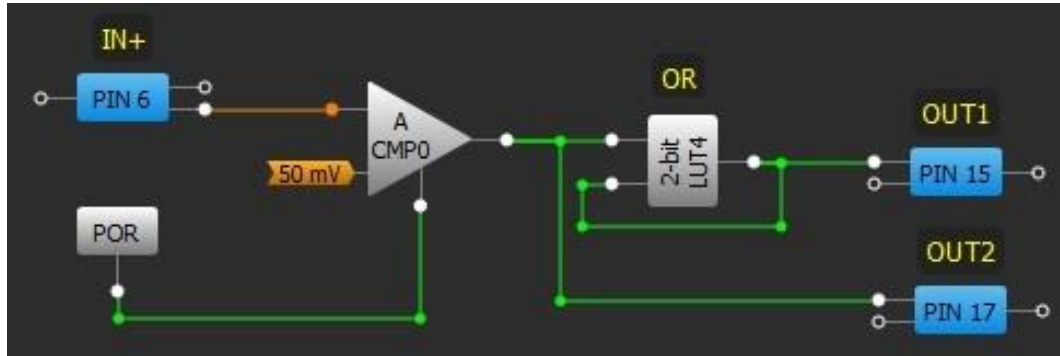 IN+
PIN 6
A
CMP0
50 mV
POR
OR
2-bit
LUT4
OUT1
PIN 15
OUT2
PIN 17